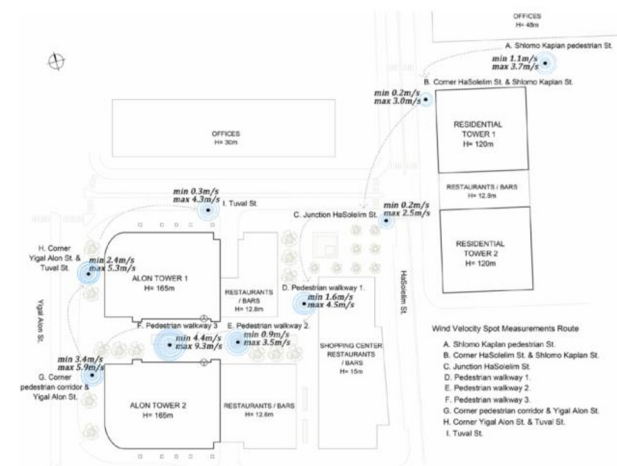 OFFICES
H= 48m
A. Shlomo Kaplan pedestrian St.
min 1.1m/s
max 3.7m/s
B. Corner HaSolelim St. & Shlomo Kaplan St.
min 0.2m/s
max 3.0m/s
RESIDENTIAL
TOWER 1
H= 120m
OFFICES
H= 30m
RESTAURANTS / BARS
H= 12.8m
min 0.3m/s
max 4.3m/s
I. Tuval St.
min 0.2m/s
max 2.5m/s
C. Junction HaSolelim St.
RESIDENTIAL
TOWER 2
H= 120m
H. Corner
Yigal Alon St. &
Tuval St.
min 2.4m/s
max 5.3m/s
ALON TOWER 1
H= 165m
RESTAURANTS
/ BARS
H= 12.8m
D. Pedestrian walkway 1.
min 1.6m/s
max 4.5m/s
HaSolelim St.
Yigal Alon St.
F. Pedestrian walkway 3
min 4.4m/s
max 9.3m/s
E. Pedestrian walkway 2.
min 0.9m/s
max 3.5m/s
SHOPPING CENTER
RESTAURANTS
/ BARS
H= 15m
min 3.4m/s
max 5.9m/s
G. Corner
pedestrian corridor &
Yigal Alon St.
ALON TOWER 2
H= 165m
RESTAURANTS / BARS
H= 12.8m
Wind Velocity Spot Measurements Route
A. Shlomo Kaplan pedestrian St.
B. Corner HaSolelim St. & Shlomo Kaplan St.
C. Junction HaSolelim St.
D. Pedestrian walkway 1.
E. Pedestrian walkway 2.
F. Pedestrian walkway 3.
G. Corner pedestrian corridor & Yigal Alon St.
H. Corner Yigal Alon St. & Tuval St.
I. Tuval St.